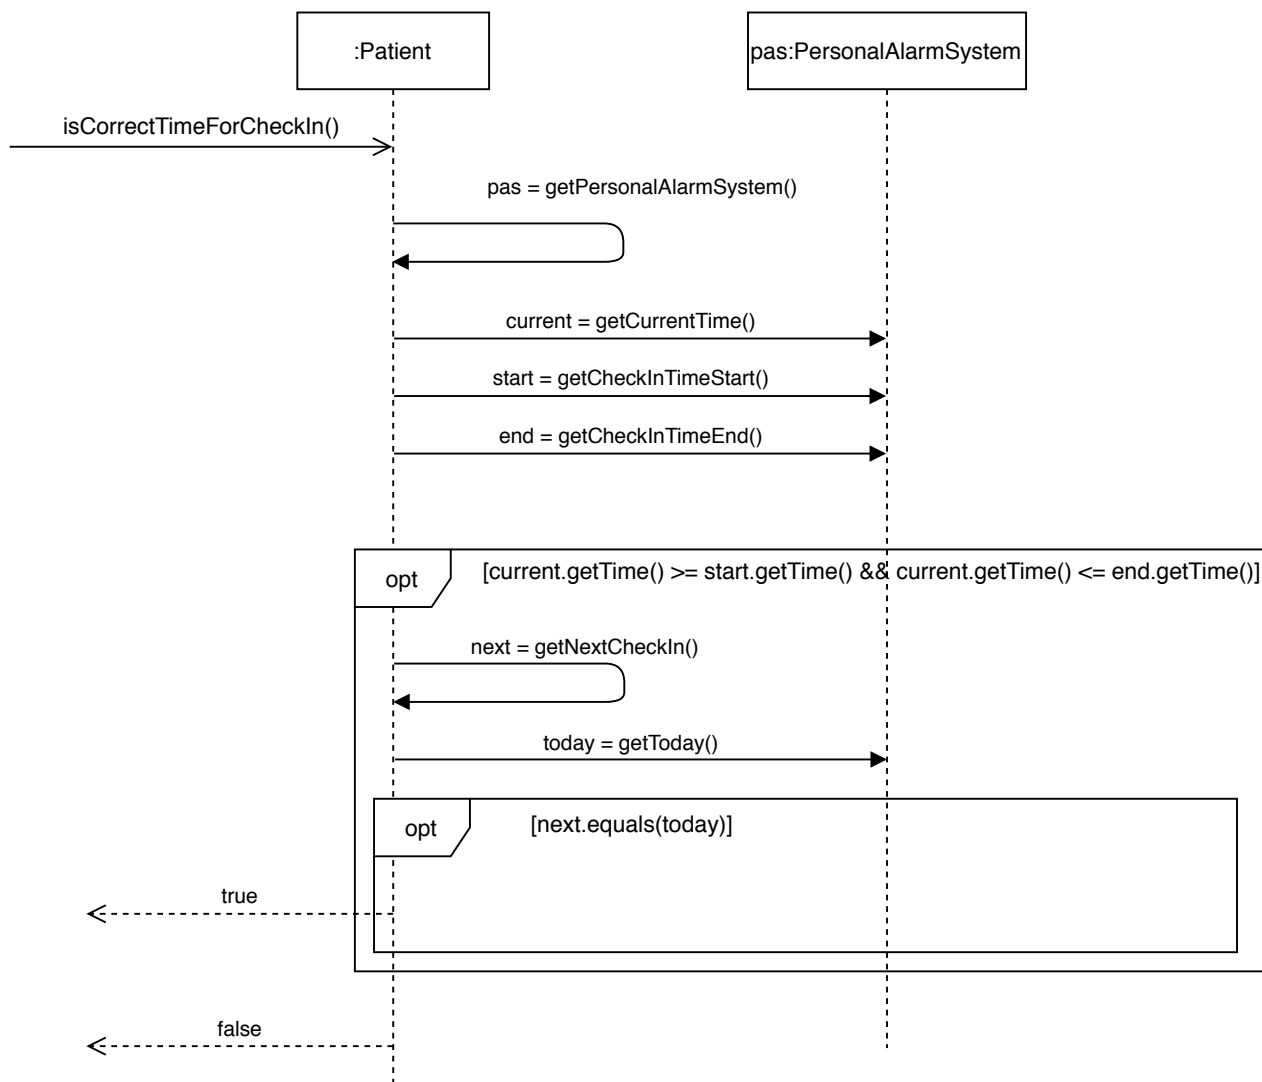 :Patient
pas:PersonalAlarmSystem
isCorrectTimeForCheckIn()
pas = getPersonalAlarmSystem()
current = getCurrentTime()
start = getCheckInTimeStart()
end = getCheckInTimeEnd()
opt
[current.getTime() >= start.getTime() && current.getTime() <= end.getTime()]
next = getNextCheckIn()
today = getToday()
opt
[next.equals(today)]
true
false